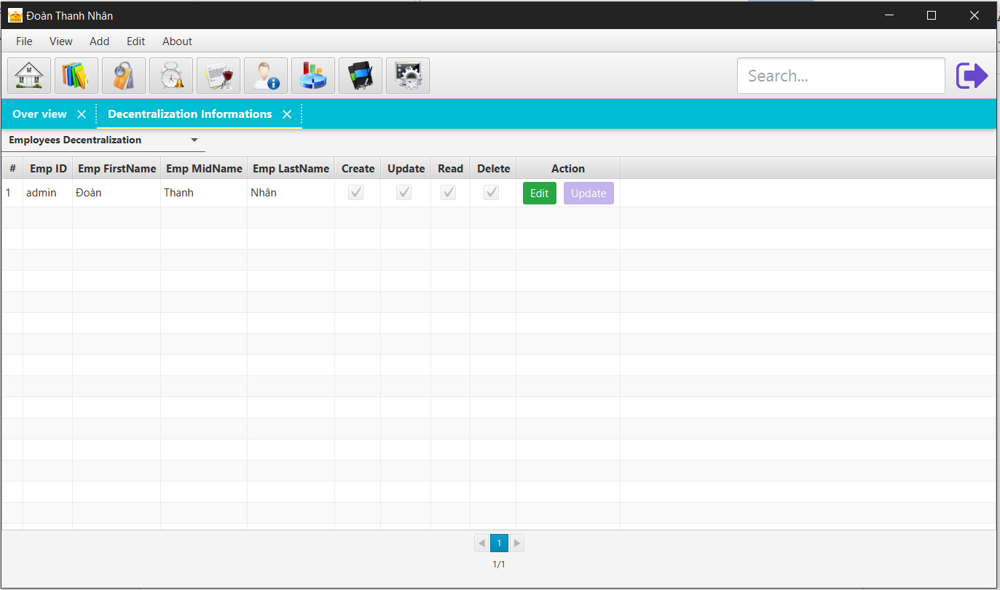 Đoàn Thanh Nhân
File View Add Edit About
Search...
Over view Decentralization Informations
Employees Decentralization
# Emp ID Emp FirstName Emp MidName Emp LastName Create Update Read Delete Action
1 admin Đoàn Thanh Nhân Edit Update
1
1/1